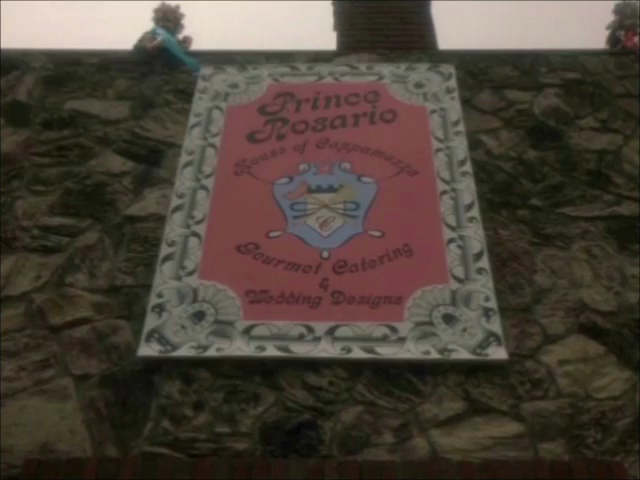 Prince
Rosario
House of Cappamezza
C
Gourmet Catering
&
Wedding Designs